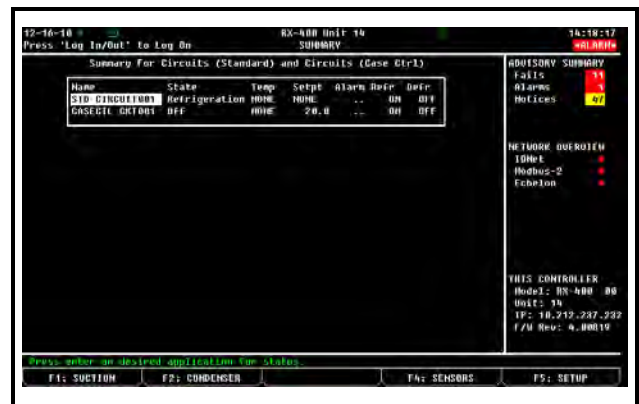 12-16-10 RX-400 Unit 14 14:18:17
Press 'Log In/Out' to Log On SUMMARY *ALARM*
Summary For Circuits (Standard) and Circuits (Case Ctrl)
Name State Temp Setpt Alarm Refr Defr
STD CIRCUIT001 Refrigeration NONE NONE .. ON OFF
CASECTL CKT001 Off NONE 20.0 ... ON OFF
ADVISORY SUMMARY
Fails 11
Alarms
Notices 47
NETWORK OVERVIEW
IONet
Modbus-2
Echelon
THIS CONTROLLER
Model: RX-400 00
Unit: 14
IP: 10.212.237.232
F/W Rev: 4.00B19
Press enter on desired application for status.
F1: SUCTION F2: CONDENSER F4: SENSORS F5: SETUP